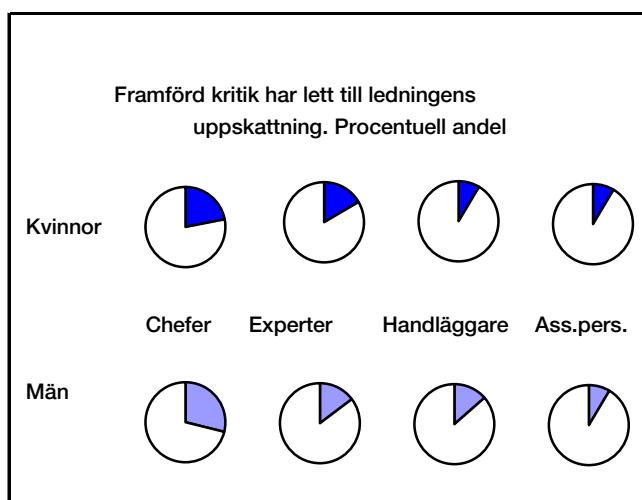 Framförd kritik har lett till ledningens
uppskattning. Procentuell andel
Kvinnor
Chefer Experter Handläggare Ass.pers.
Män